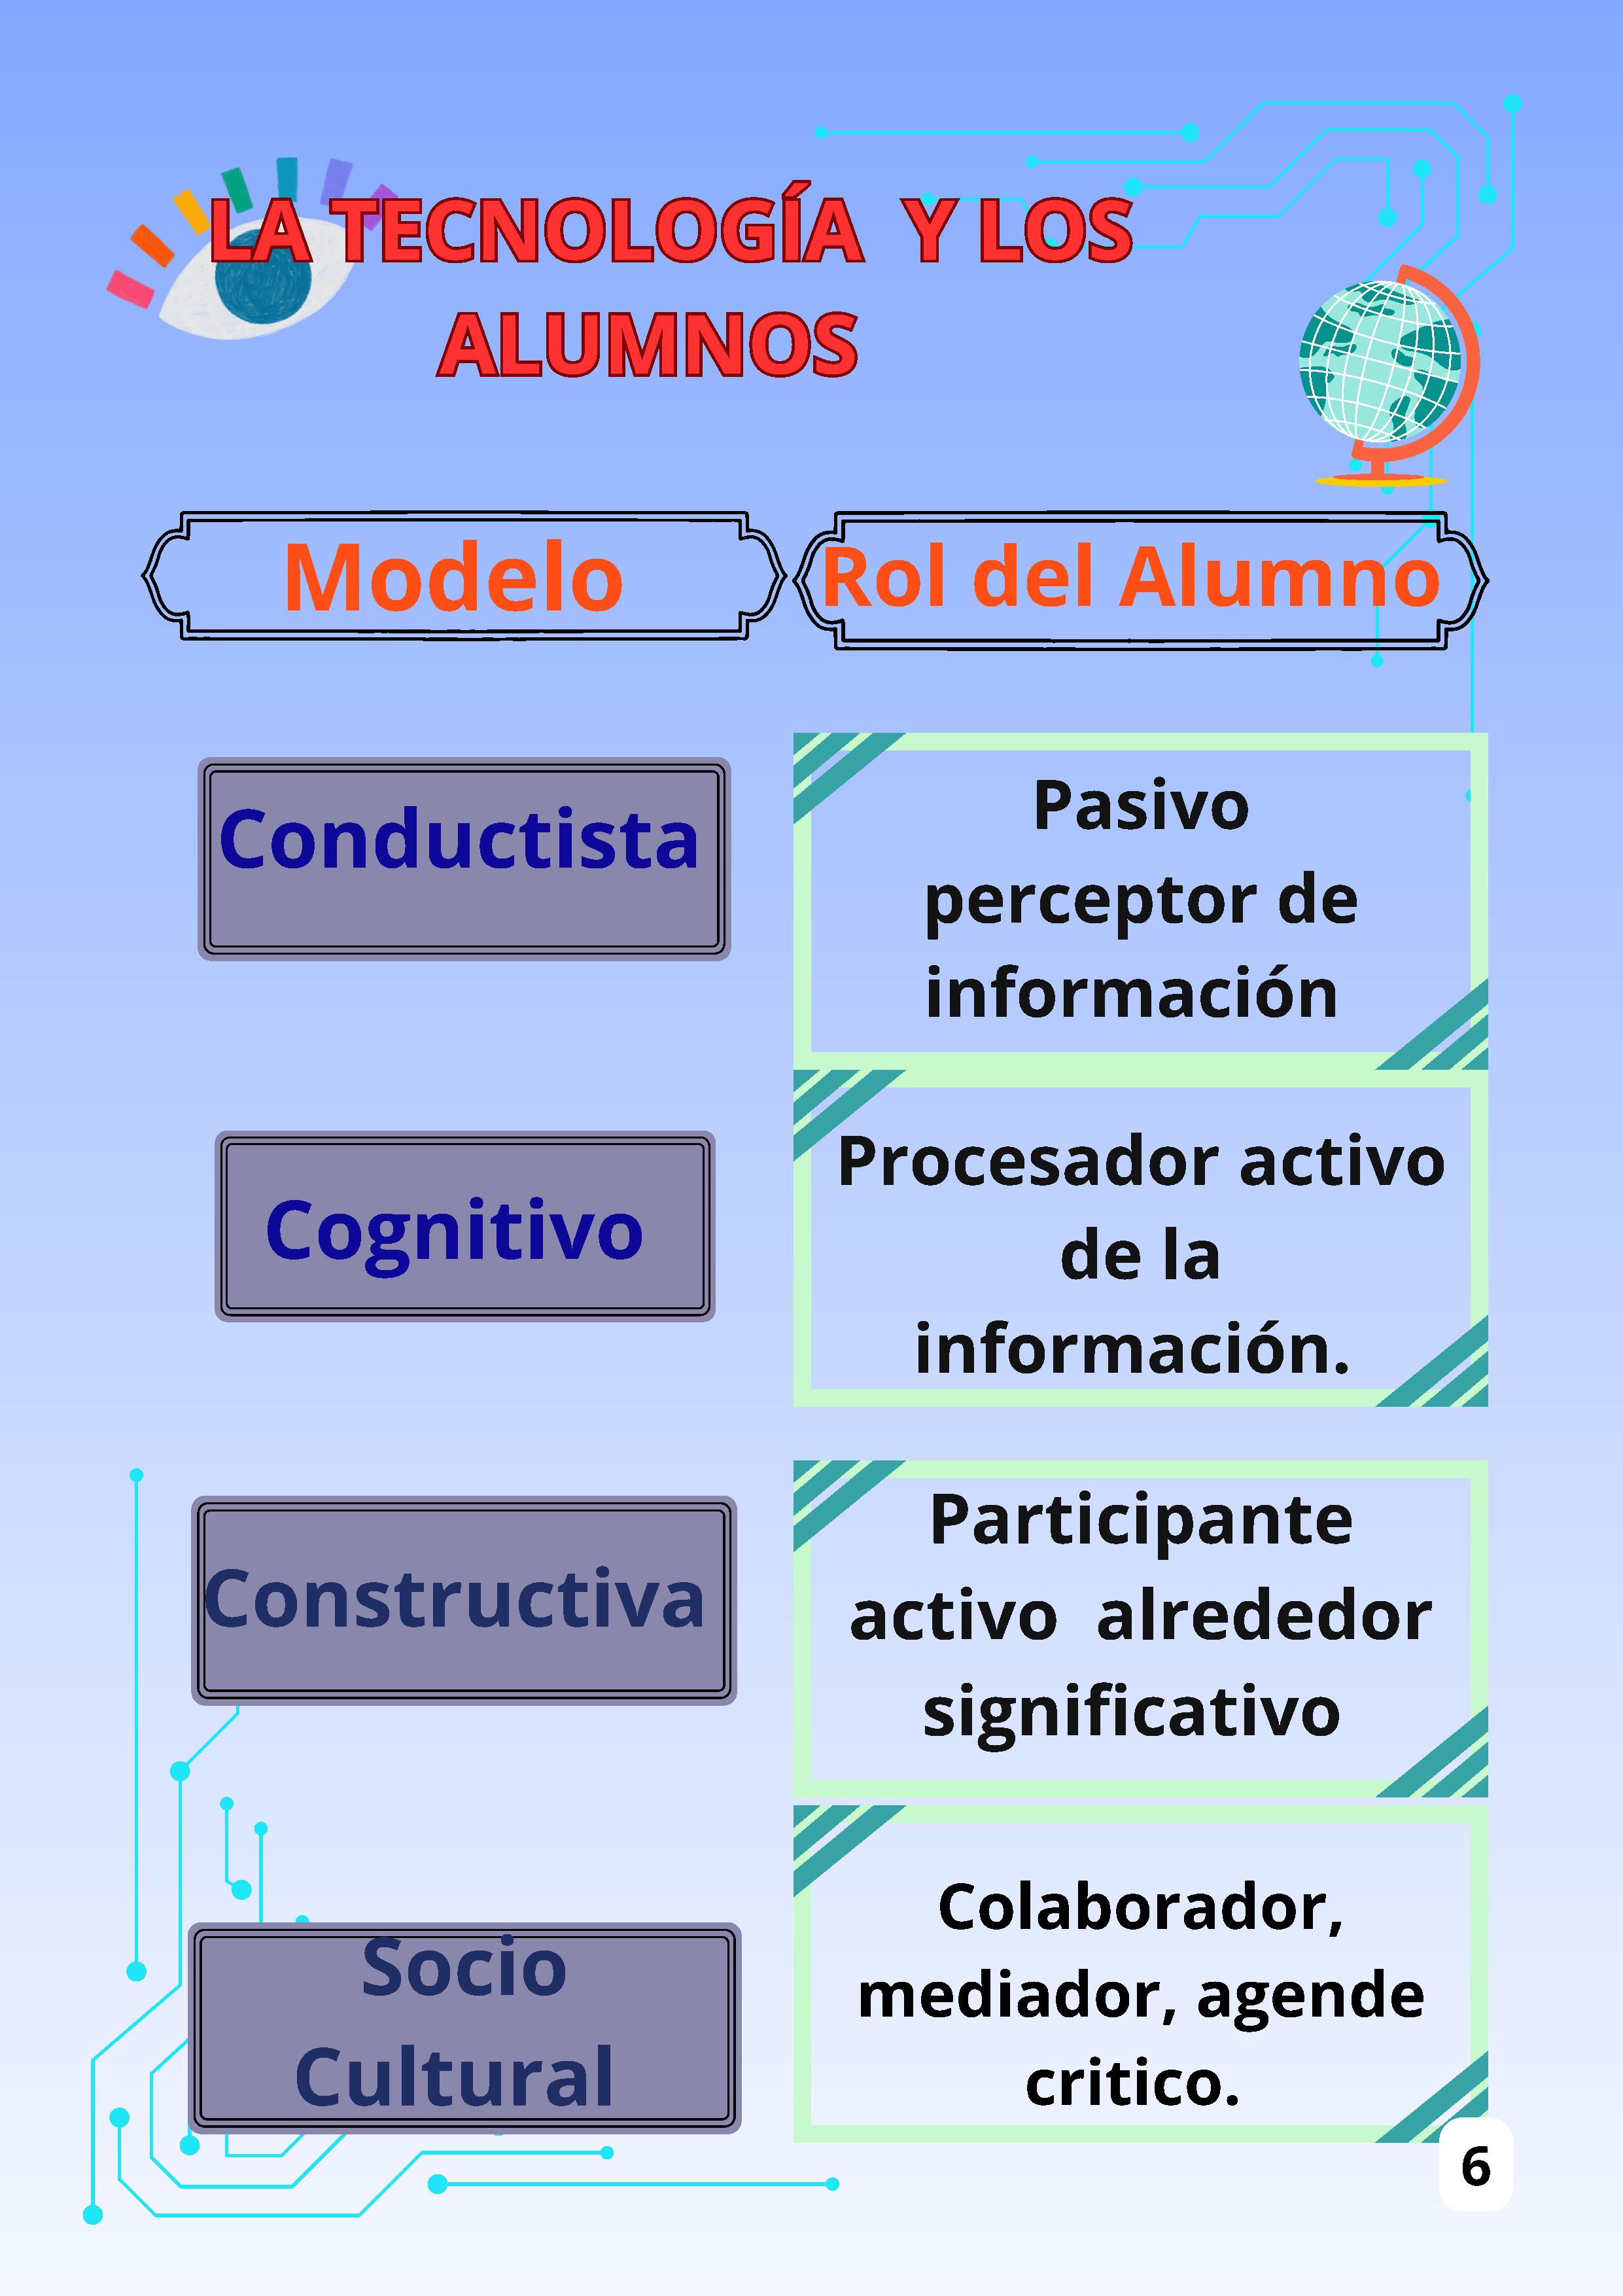 LA TECNOLOGÍA Y LOS
ALUMNOS
Modelo
Rol del Alumno
Conductista
Pasivo
perceptor de
información
Cognitivo
Procesador activo
de la
información.
Constructiva
Participante
activo alrededor
significativo
Socio
Cultural
Colaborador,
mediador, agende
critico.
6